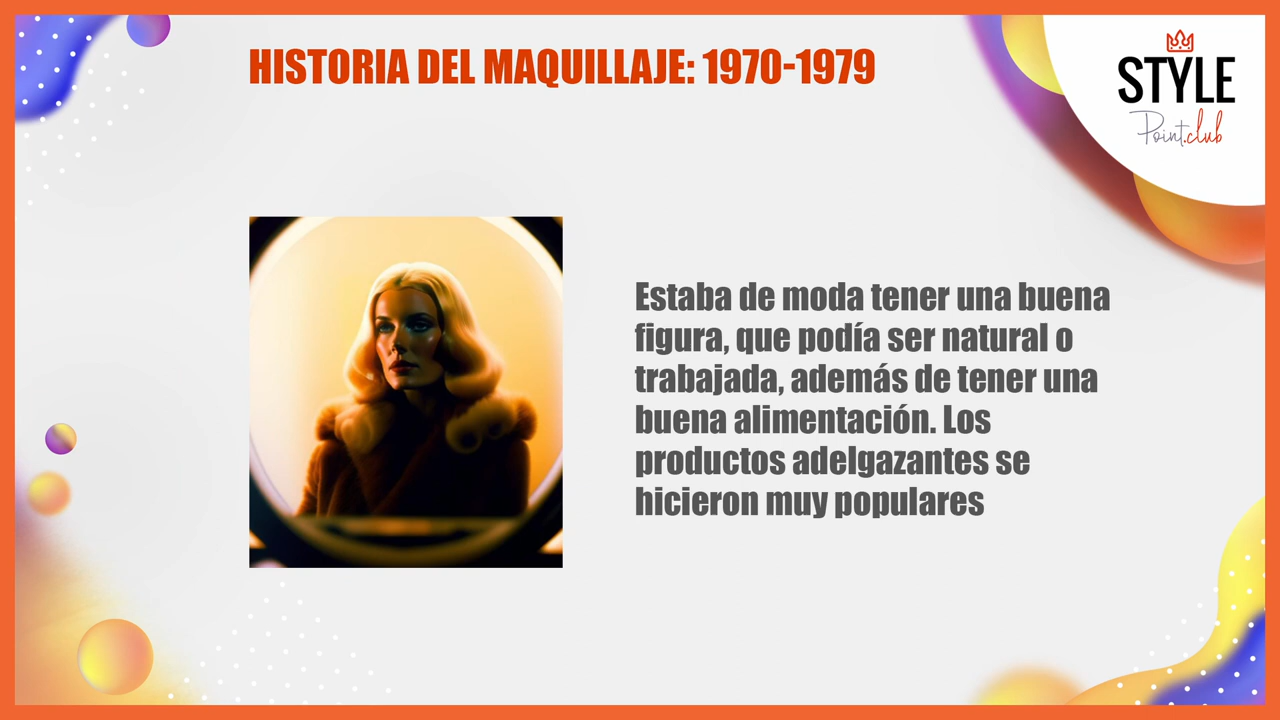 HISTORIA DEL MAQUILLAJE: 1970-1979
STYLE
Point.club
Estaba de moda tener una buena
figura, que podía ser natural o
trabajada, además de tener una
buena alimentación. Los
productos adelgazantes se
hicieron muy populares